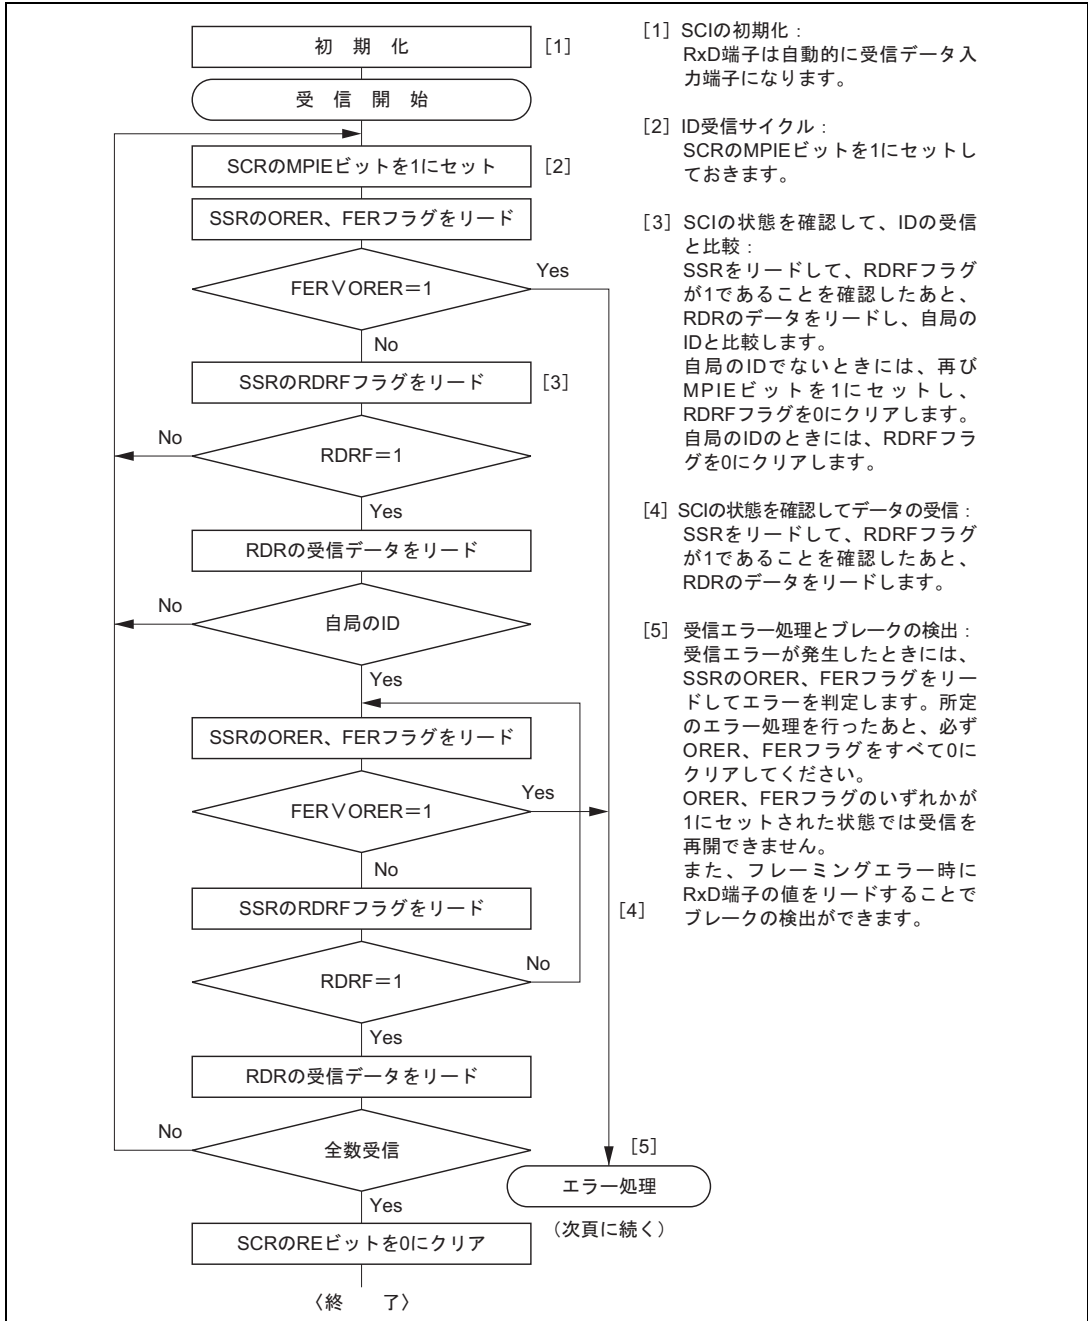 初 期 化
[1]
受 信 開 始
SCRのMPIEビットを1にセット
[2]
SSRのORER、FERフラグをリード
FER∨ORER=1
Yes
No
SSRのRDRFフラグをリード
[3]
No
RDRF=1
Yes
RDRの受信データをリード
No
自局のID
Yes
SSRのORER、FERフラグをリード
FER∨ORER=1
Yes
No
SSRのRDRFフラグをリード
[4]
RDRF=1
No
Yes
RDRの受信データをリード
No
全数受信
[5]
エラー処理
(次頁に続く)
Yes
SCRのREビットを0にクリア
〈終 了〉
[1] SCIの初期化:
RxD端子は自動的に受信データ入
力端子になります。
[2] ID受信サイクル:
SCRのMPIEビットを1にセットし
ておきます。
[3] SCIの状態を確認して、IDの受信
と比較:
SSRをリードして、RDRFフラグ
が1であることを確認したあと、
RDRのデータをリードし、自局の
IDと比較します。
自局のIDでないときには、再び
MPIEビットを1にセットし、
RDRFフラグを0にクリアします。
自局のIDのときには、RDRFフラ
グを0にクリアします。
[4] SCIの状態を確認してデータの受信:
SSRをリードして、RDRFフラグ
が1であることを確認したあと、
RDRのデータをリードします。
[5] 受信エラー処理とブレークの検出:
受信エラーが発生したときには、
SSRのORER、FERフラグをリー
ドしてエラーを判定します。所定
のエラー処理を行ったあと、必ず
ORER、FERフラグをすべて0に
クリアしてください。
ORER、FERフラグのいずれかが
1にセットされた状態では受信を
再開できません。
また、フレーミングエラー時に
RxD端子の値をリードすることで
ブレークの検出ができます。